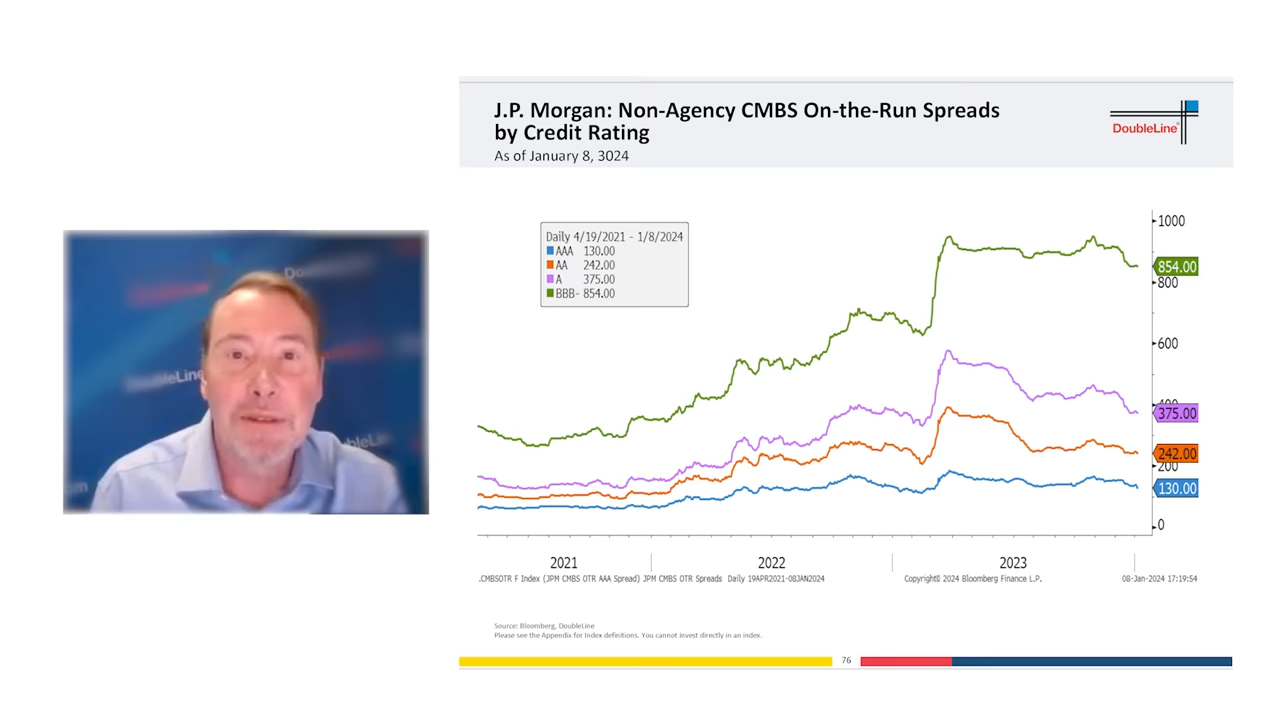 J.P. Morgan: Non-Agency CMBS On-the-Run Spreads
by Credit Rating
As of January 8, 3024
DoubleLine®
Daily 4/19/2021 - 1/8/2024
AAA 130.00
AA 242.00
A 375.00
BBB- 854.00
1000
854.00
800
600
400
375.00
242.00
200
130.00
0
2021 2022 2023
.CMBSOTR F Index (JPM CMBS OTR AAA Spread) JPM CMBS OTR Spreads Daily 19APR2021-08JAN2024 Copyright© 2024 Bloomberg Finance L.P. 08-Jan-2024 17:19:54
Source: Bloomberg, DoubleLine
Please see the Appendix for Index definitions. You cannot invest directly in an index.
76
DoubleLine